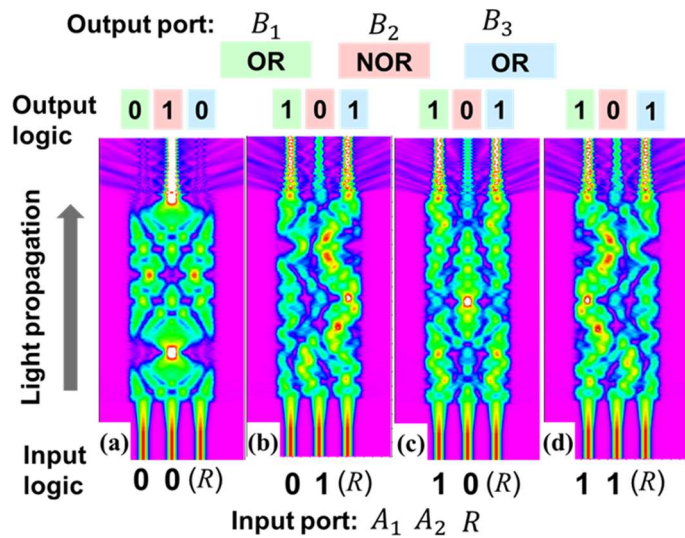 Output port: B₁ B₂ B₃
OR NOR OR
Output logic 0 1 0 1 0 1 1 0 1 1 0 1
Light propagation
(a) (b) (c) (d)
Input logic 0 0 (R) 0 1 (R) 1 0 (R) 1 1 (R)
Input port: A₁ A₂ R